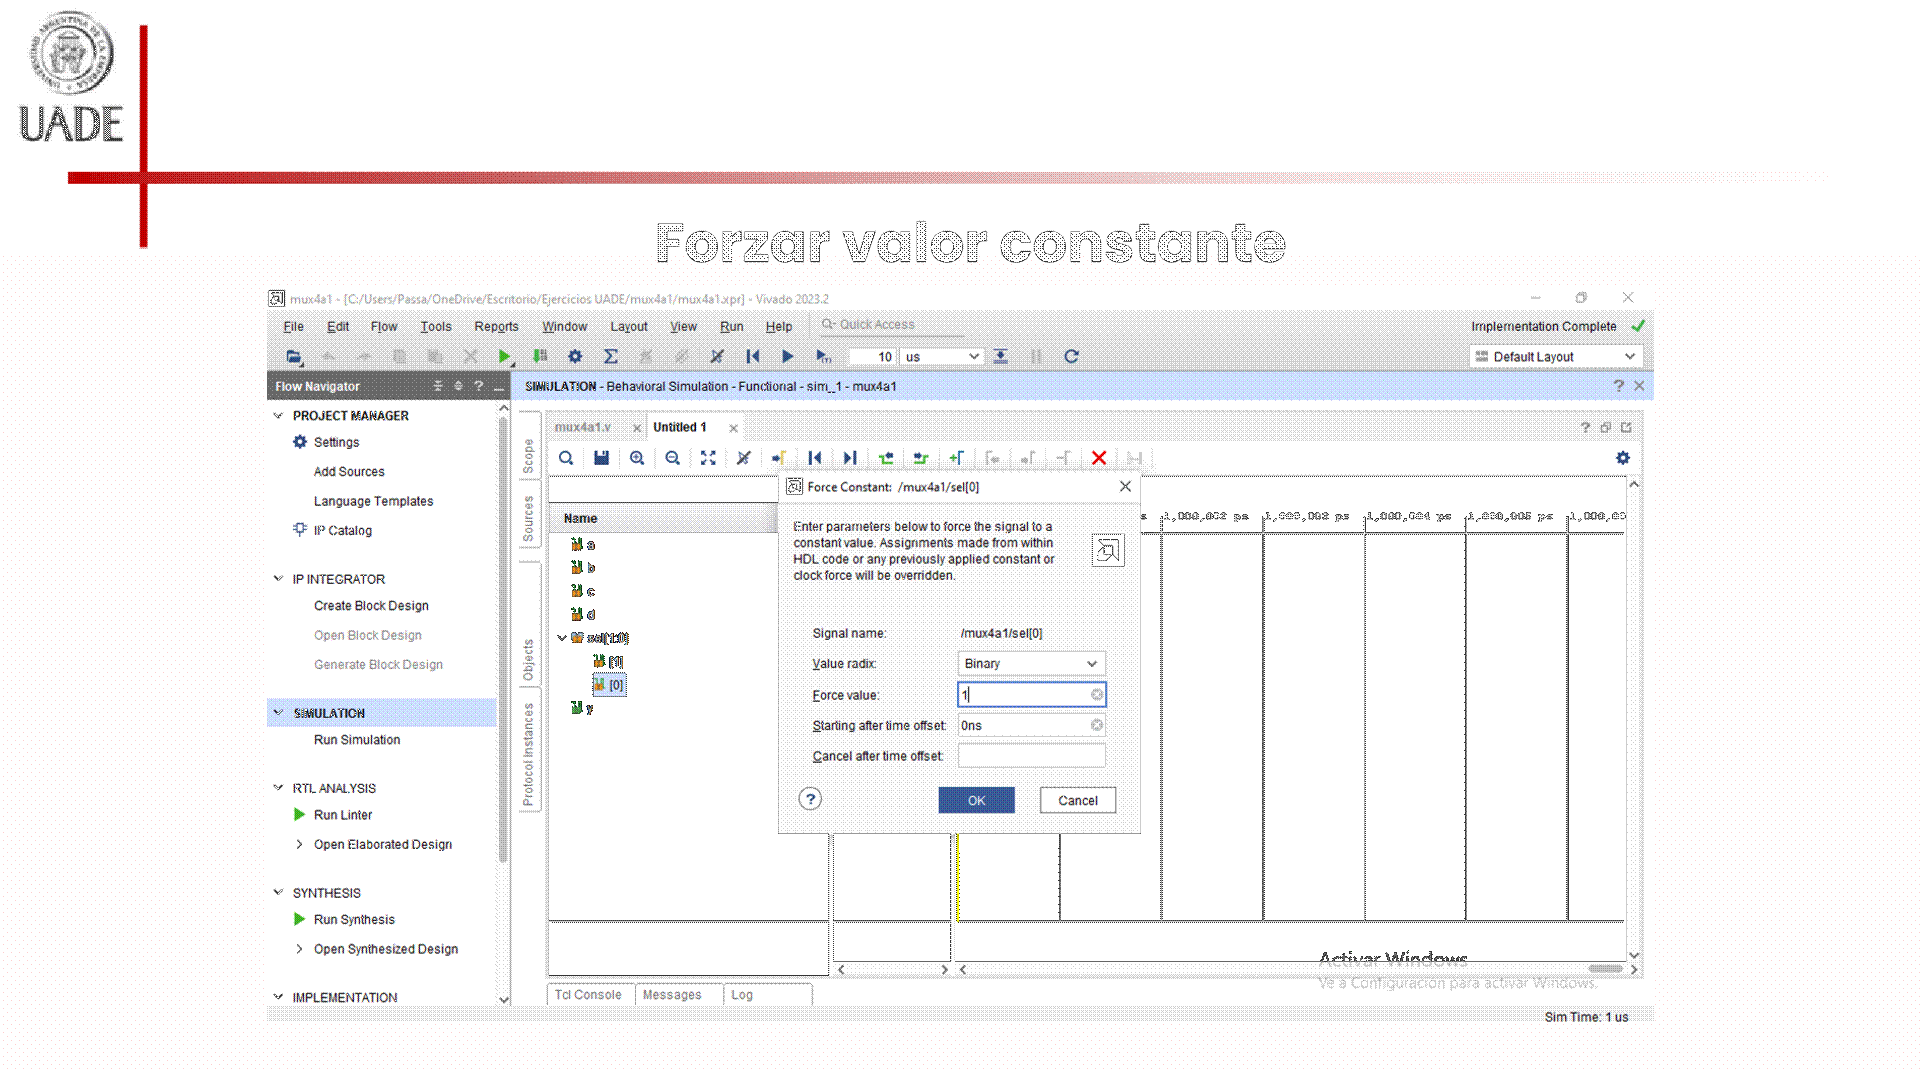 UADE
Forzar valor constante
mux4a1 - [C:/Users/Passa/OneDrive/Escritorio/Ejercicios UADE/mux4a1/mux4a1.xpr] - Vivado 2023.2
File Edit Flow Tools Reports Window Layout View Run Help Quick Access Implementation Complete
10 us Default Layout
Flow Navigator
SIMULATION - Behavioral Simulation - Functional - sim_1 - mux4a1
PROJECT MANAGER
Settings
Add Sources
Language Templates
IP Catalog
IP INTEGRATOR
Create Block Design
Open Block Design
Generate Block Design
SIMULATION
Run Simulation
RTL ANALYSIS
Run Linter
Open Elaborated Design
SYNTHESIS
Run Synthesis
Open Synthesized Design
IMPLEMENTATION
Scope
Sources
Objects
Protocol Instances
mux4a1.v Untitled 1
Name
a
b
c
d
sel[1:0]
[1]
[0]
y
Force Constant: /mux4a1/sel[0]
Enter parameters below to force the signal to a
constant value. Assignments made from within
HDL code or any previously applied constant or
clock force will be overridden.
Signal name: /mux4a1/sel[0]
Value radix: Binary
Force value: 1
Starting after time offset: 0ns
Cancel after time offset:
? OK Cancel
s 1,000,002 ps 1,000,003 ps 1,000,004 ps 1,000,005 ps 1,000,00
Activar Windows
Ve a Configuración para activar Windows.
Tcl Console Messages Log
Sim Time: 1 us